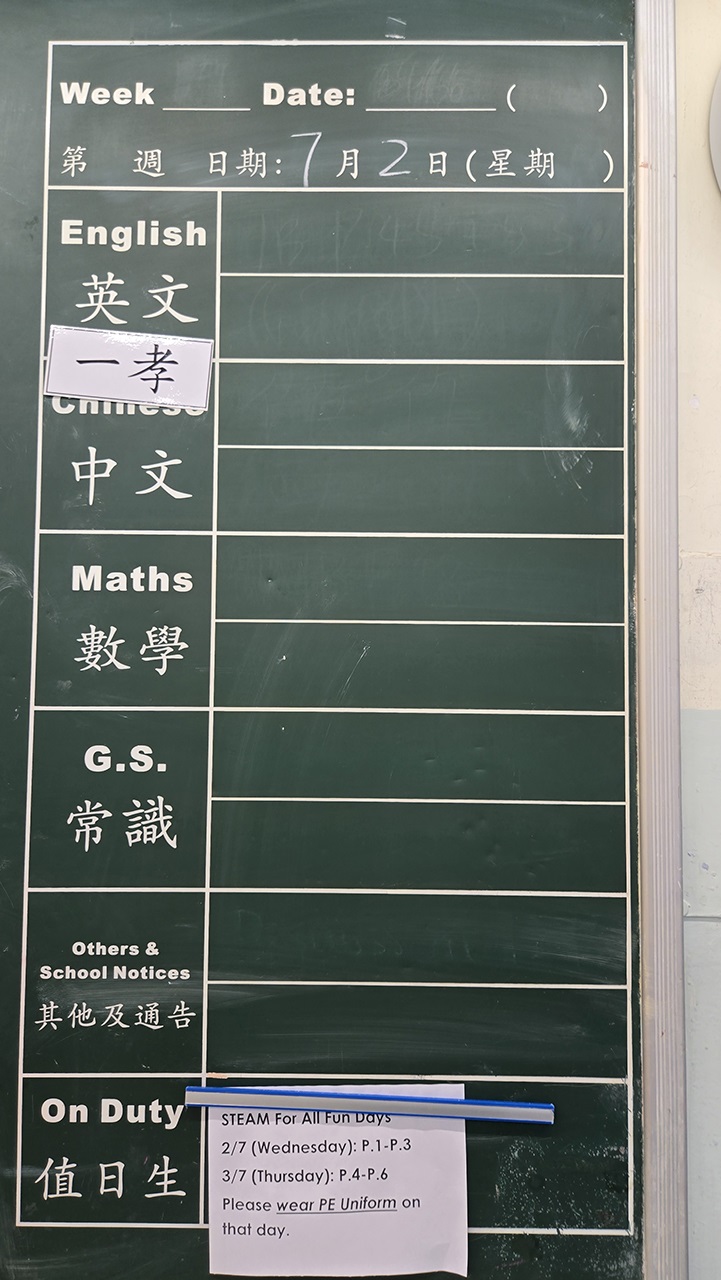 Week ______ Date: __________ ( )
第 週 日期: 7月2日(星期 )
English
英文
一孝
Chinese
中文
Maths
數學
G.S.
常識
Others &
School Notices
其他及通告
On Duty
值日生
STEAM For All Fun Days
2/7 (Wednesday): P.1-P.3
3/7 (Thursday): P.4-P.6
Please wear PE Uniform on
that day.